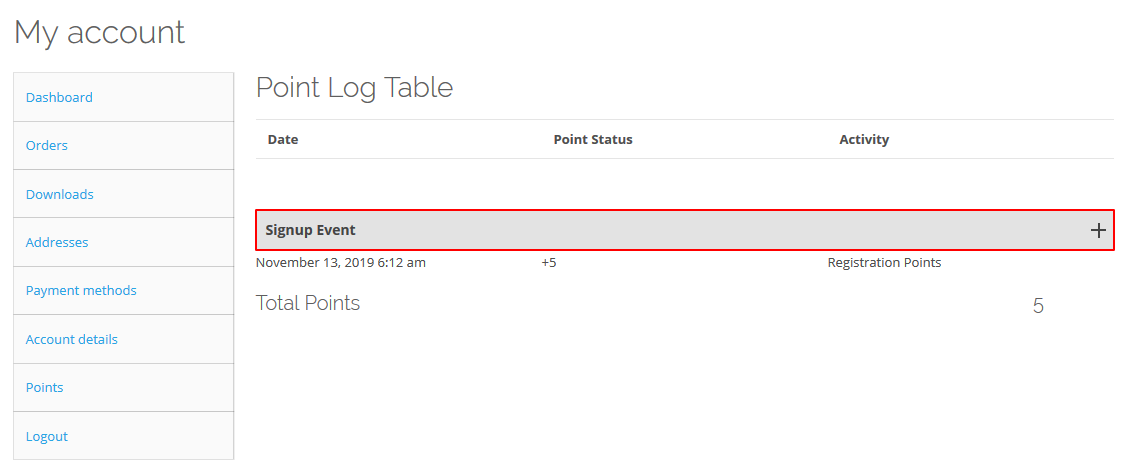 My account
Dashboard
Orders
Downloads
Addresses
Payment methods
Account details
Points
Logout
Point Log Table
Date Point Status Activity
Signup Event +
November 13, 2019 6:12 am +5 Registration Points
Total Points 5